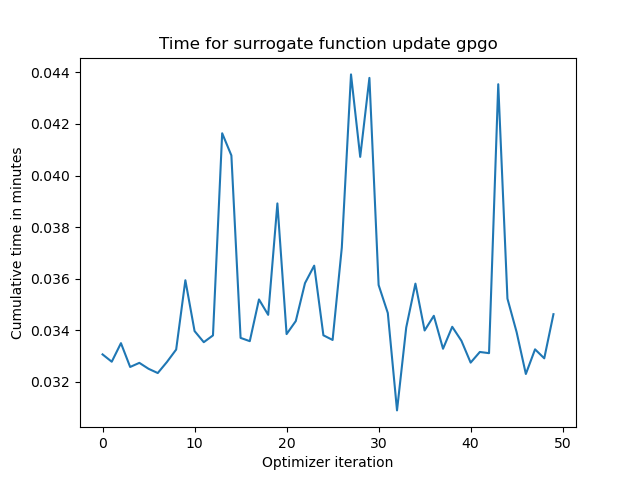 Time for surrogate function update gpgo
0.044
0.042
0.040
0.038
0.036
0.034
0.032
Cumulative time in minutes
0 10 20 30 40 50
Optimizer iteration